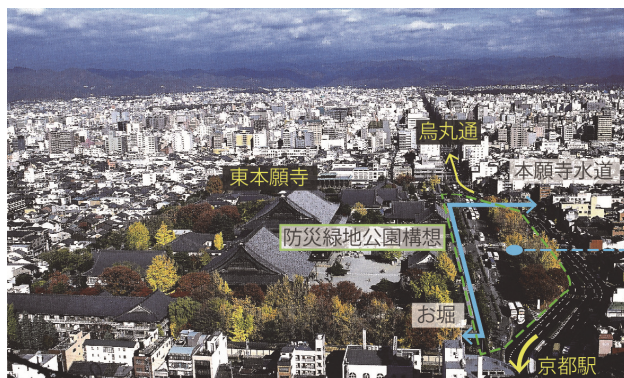 烏丸通
本願寺水道
東本願寺
防災緑地公園構想
お堀
京都駅